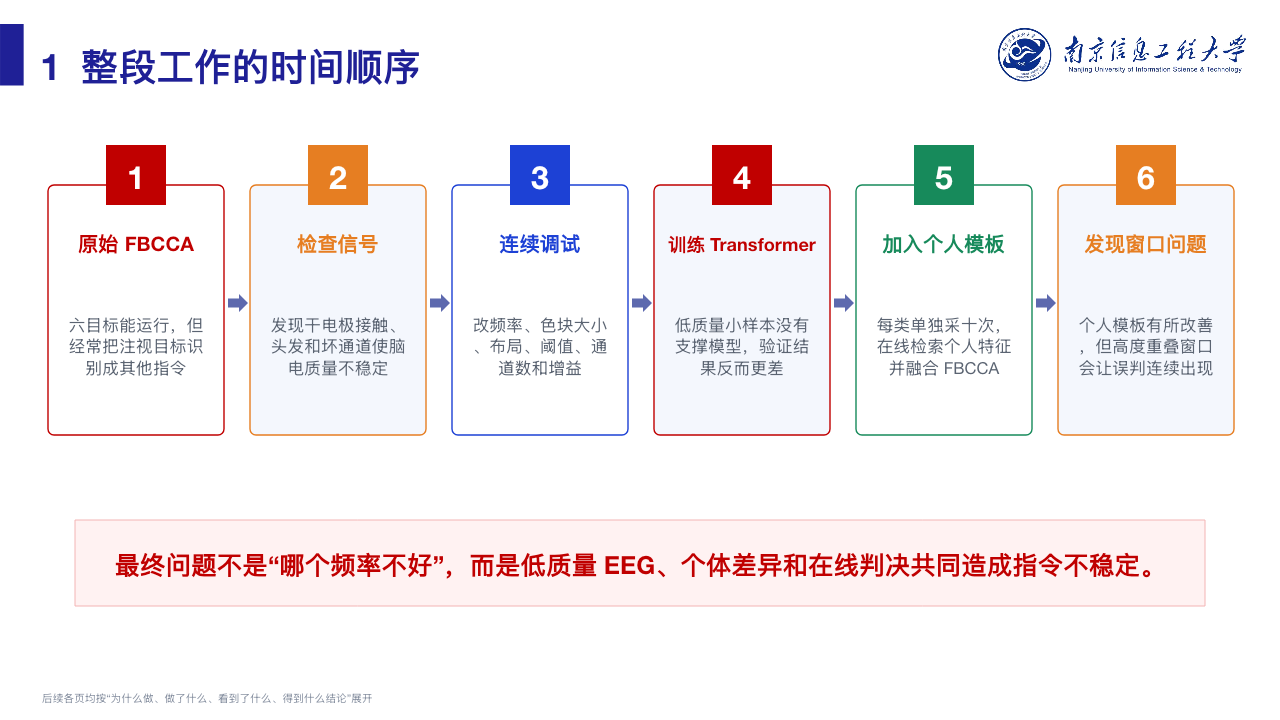 1 整段工作的时间顺序
南京信息工程大学
Nanjing University of Information Science & Technology
1
原始 FBCCA
六目标能运行，但
经常把注视目标识
别成其他指令
2
检查信号
发现干电极接触、
头发和坏通道使脑
电质量不稳定
3
连续调试
改频率、色块大小
、布局、阈值、通
道数和增益
4
训练 Transformer
低质量小样本没有
支撑模型，验证结
果反而更差
5
加入个人模板
每类单独采十次，
在线检索个人特征
并融合 FBCCA
6
发现窗口问题
个人模板有所改善
，但高度重叠窗口
会让误判连续出现
最终问题不是“哪个频率不好”，而是低质量 EEG、个体差异和在线判决共同造成指令不稳定。
后续各页均按“为什么做、做了什么、看到了什么、得到什么结论”展开